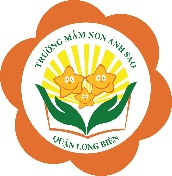 TRƯỜNG MẦM NON ÁNH SAO
QUẬN LONG BIÊN